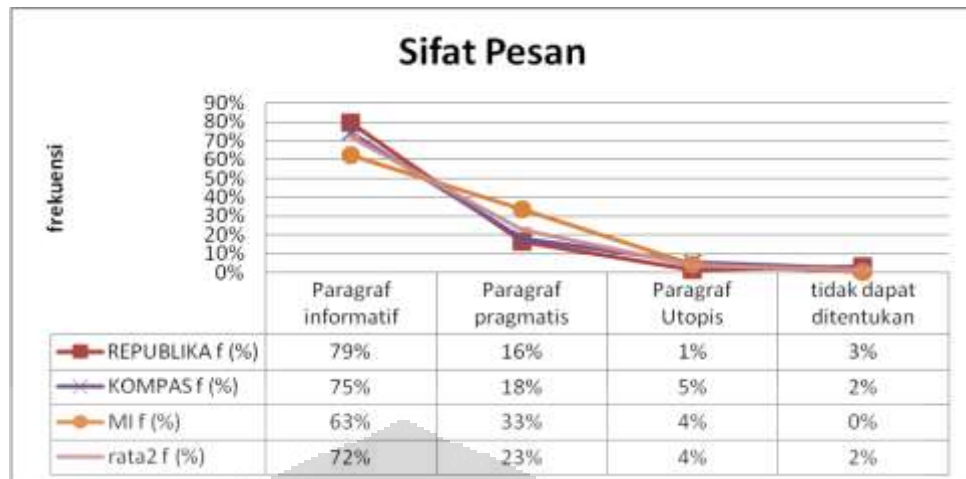 Sifat Pesan
frekuensi
90%
80%
70%
60%
50%
40%
30%
20%
10%
0%
Paragraf informatif Paragraf pragmatis Paragraf Utopis tidak dapat ditentukan
REPUBLIKA f (%) 79% 16% 1% 3%
KOMPAS f (%) 75% 18% 5% 2%
MI f (%) 63% 33% 4% 0%
rata2 f (%) 72% 23% 4% 2%